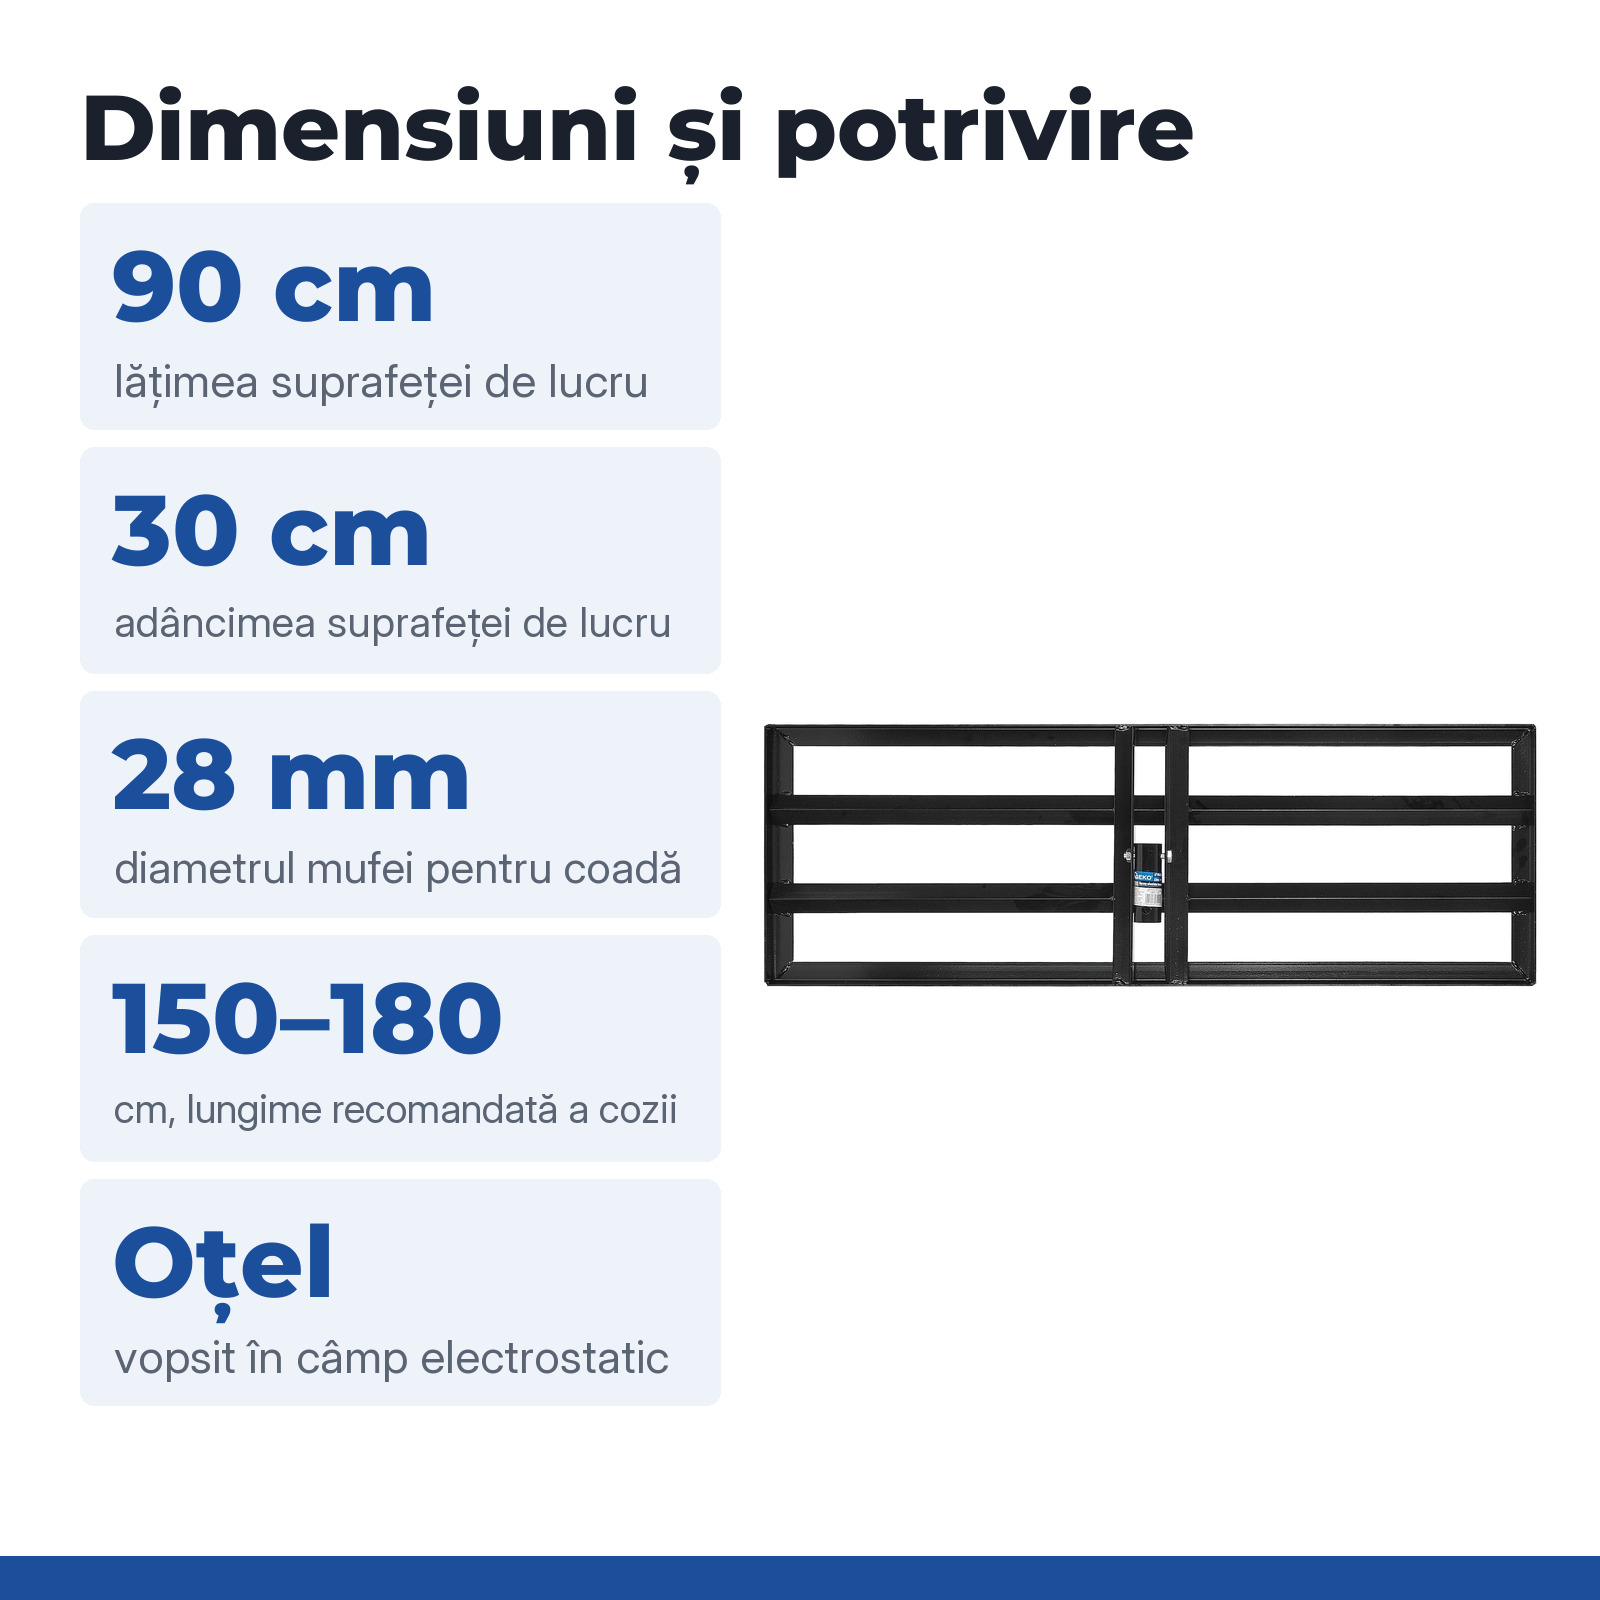 Dimensiuni și potrivire
90 cm
lățimea suprafeței de lucru
30 cm
adâncimea suprafeței de lucru
28 mm
diametrul mufei pentru coadă
150–180
cm, lungime recomandată a cozii
Oțel
vopsit în câmp electrostatic
GEKO